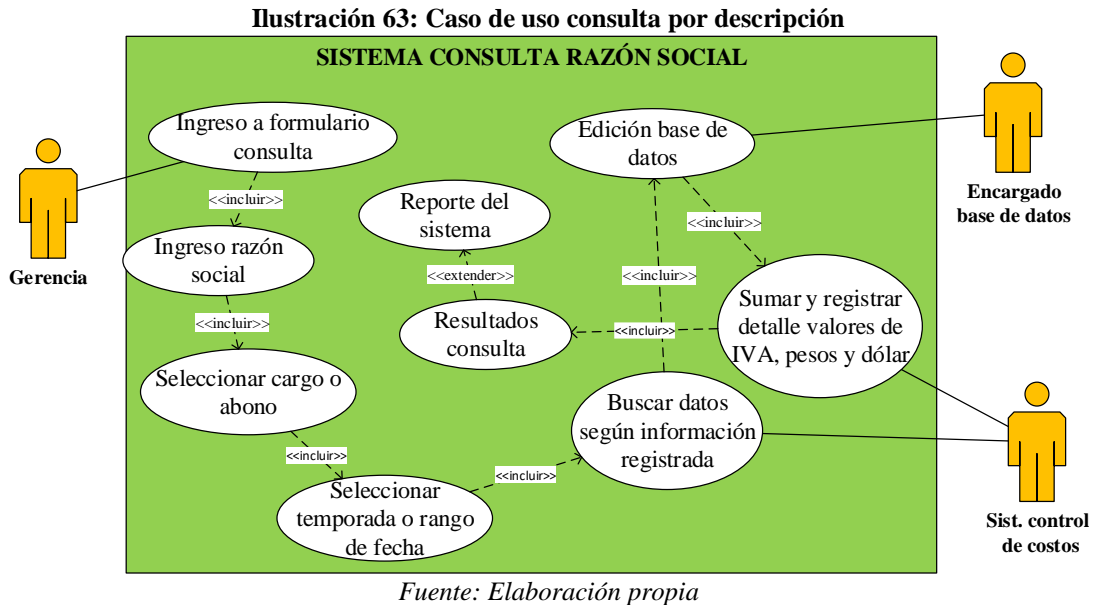 Ilustración 63: Caso de uso consulta por descripción
SISTEMA CONSULTA RAZÓN SOCIAL
Ingreso a formulario
consulta
<<incluir>>
Ingreso razón
social
<<incluir>>
Seleccionar cargo o
abono
<<incluir>>
Seleccionar
temporada o rango
de fecha
<<incluir>>
Buscar datos
según información
registrada
<<incluir>>
Edición base de
datos
<<incluir>>
Sumar y registrar
detalle valores de
IVA, pesos y dólar
<<incluir>>
Resultados
consulta
<<extender>>
Reporte del
sistema
Gerencia
Encargado
base de datos
Sist. control
de costos
Fuente: Elaboración propia